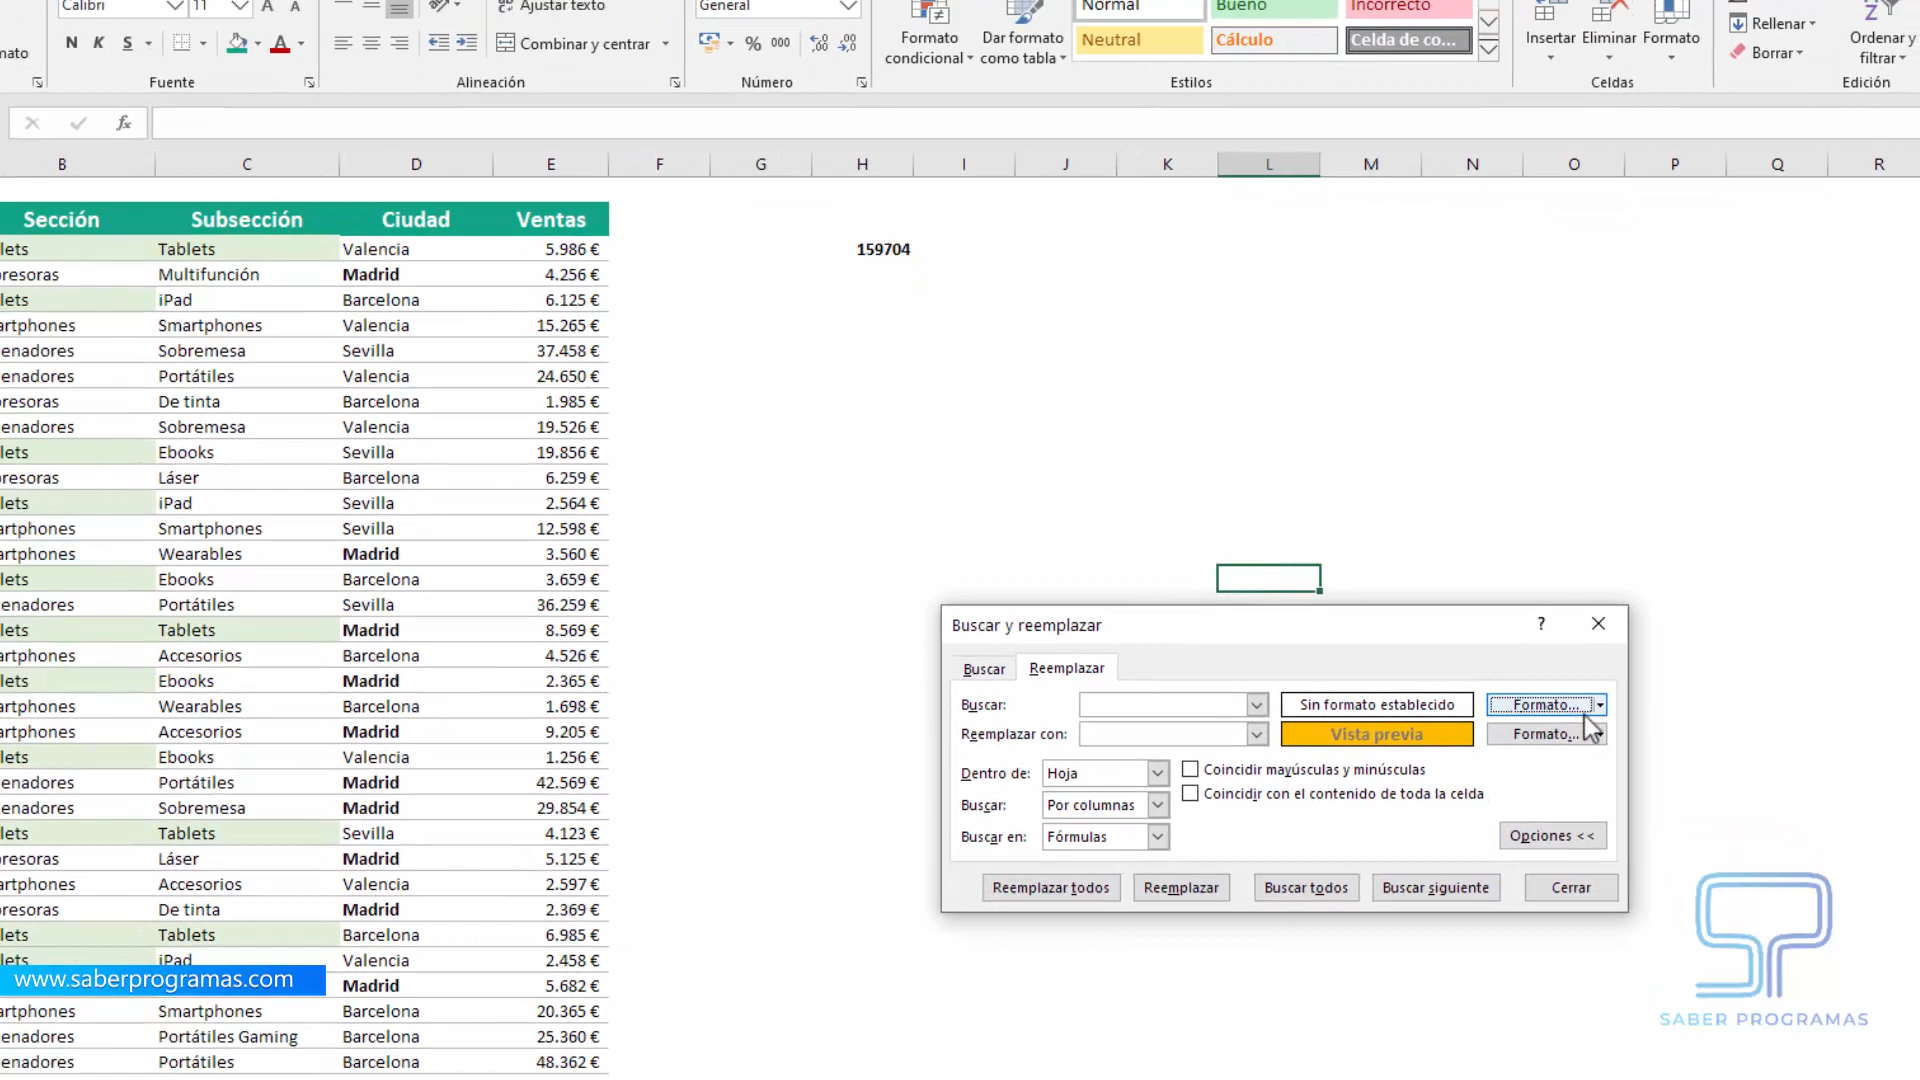 Calibri 11 A A Ajustar texto General Normal Bueno Incorrecto Rellenar
N K S A Combinar y centrar % 000 Formato condicional Dar formato como tabla Neutral Cálculo Celda de co... Insertar Eliminar Formato Borrar Ordenar y filtrar
Fuente Alineación Número Estilos Celdas Edición
fx
B C D E F G H I J K L M N O P Q R
Sección Subsección Ciudad Ventas
lets Tablets Valencia 5.986 € 159704
resoras Multifunción Madrid 4.256 €
lets iPad Barcelona 6.125 €
artphones Smartphones Valencia 15.265 €
enadores Sobremesa Sevilla 37.458 €
enadores Portátiles Valencia 24.650 €
resoras De tinta Barcelona 1.985 €
enadores Sobremesa Valencia 19.526 €
lets Ebooks Sevilla 19.856 €
resoras Láser Barcelona 6.259 €
lets iPad Sevilla 2.564 €
artphones Smartphones Sevilla 12.598 €
artphones Wearables Madrid 3.560 €
lets Ebooks Barcelona 3.659 €
enadores Portátiles Sevilla 36.259 €
lets Tablets Madrid 8.569 €
artphones Accesorios Barcelona 4.526 €
lets Ebooks Madrid 2.365 €
artphones Wearables Barcelona 1.698 €
artphones Accesorios Madrid 9.205 €
lets Ebooks Valencia 1.256 €
enadores Portátiles Madrid 42.569 €
enadores Sobremesa Madrid 29.854 €
lets Tablets Sevilla 4.123 €
resoras Láser Madrid 5.125 €
artphones Accesorios Valencia 2.597 €
resoras De tinta Madrid 2.369 €
lets Tablets Barcelona 6.985 €
lets iPad Valencia 2.458 €
www.saberprogramas.com Madrid 5.682 €
artphones Smartphones Barcelona 20.365 €
enadores Portátiles Gaming Barcelona 25.360 €
enadores Portátiles Barcelona 48.362 €
Buscar y reemplazar ?
Buscar Reemplazar
Buscar: Sin formato establecido Formato...
Reemplazar con: Vista previa Formato...
Dentro de: Hoja Coincidir mayúsculas y minúsculas
Buscar: Por columnas Coincidir con el contenido de toda la celda
Buscar en: Fórmulas Opciones <<
Reemplazar todos Reemplazar Buscar todos Buscar siguiente Cerrar
SABER PROGRAMAS